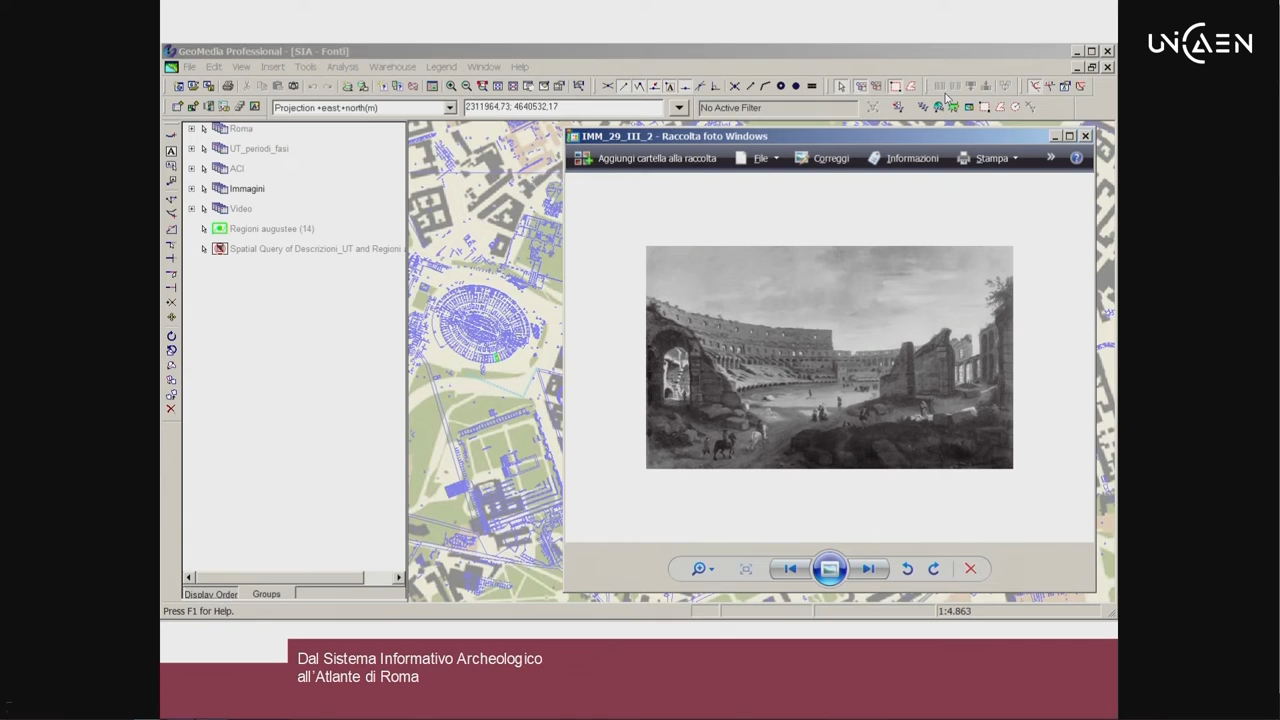 UNICAEN
GeoMedia Professional - [SIA - Fonti]
File Edit View Insert Tools Analysis Warehouse Legend Window Help
Projection +east,+north(m)
2311964,73; 4640532,17
No Active Filter
Roma
UT_periodi_fasi
ACI
Immagini
Video
Regioni augustee (14)
Spatial Query of Descrizioni_UT and Regioni
IMM_29_III_2 - Raccolta foto Windows
Aggiungi cartella alla raccolta File Correggi Informazioni Stampa »
Display Order Groups
Press F1 for Help.
1:4.863
Dal Sistema Informativo Archeologico
all'Atlante di Roma